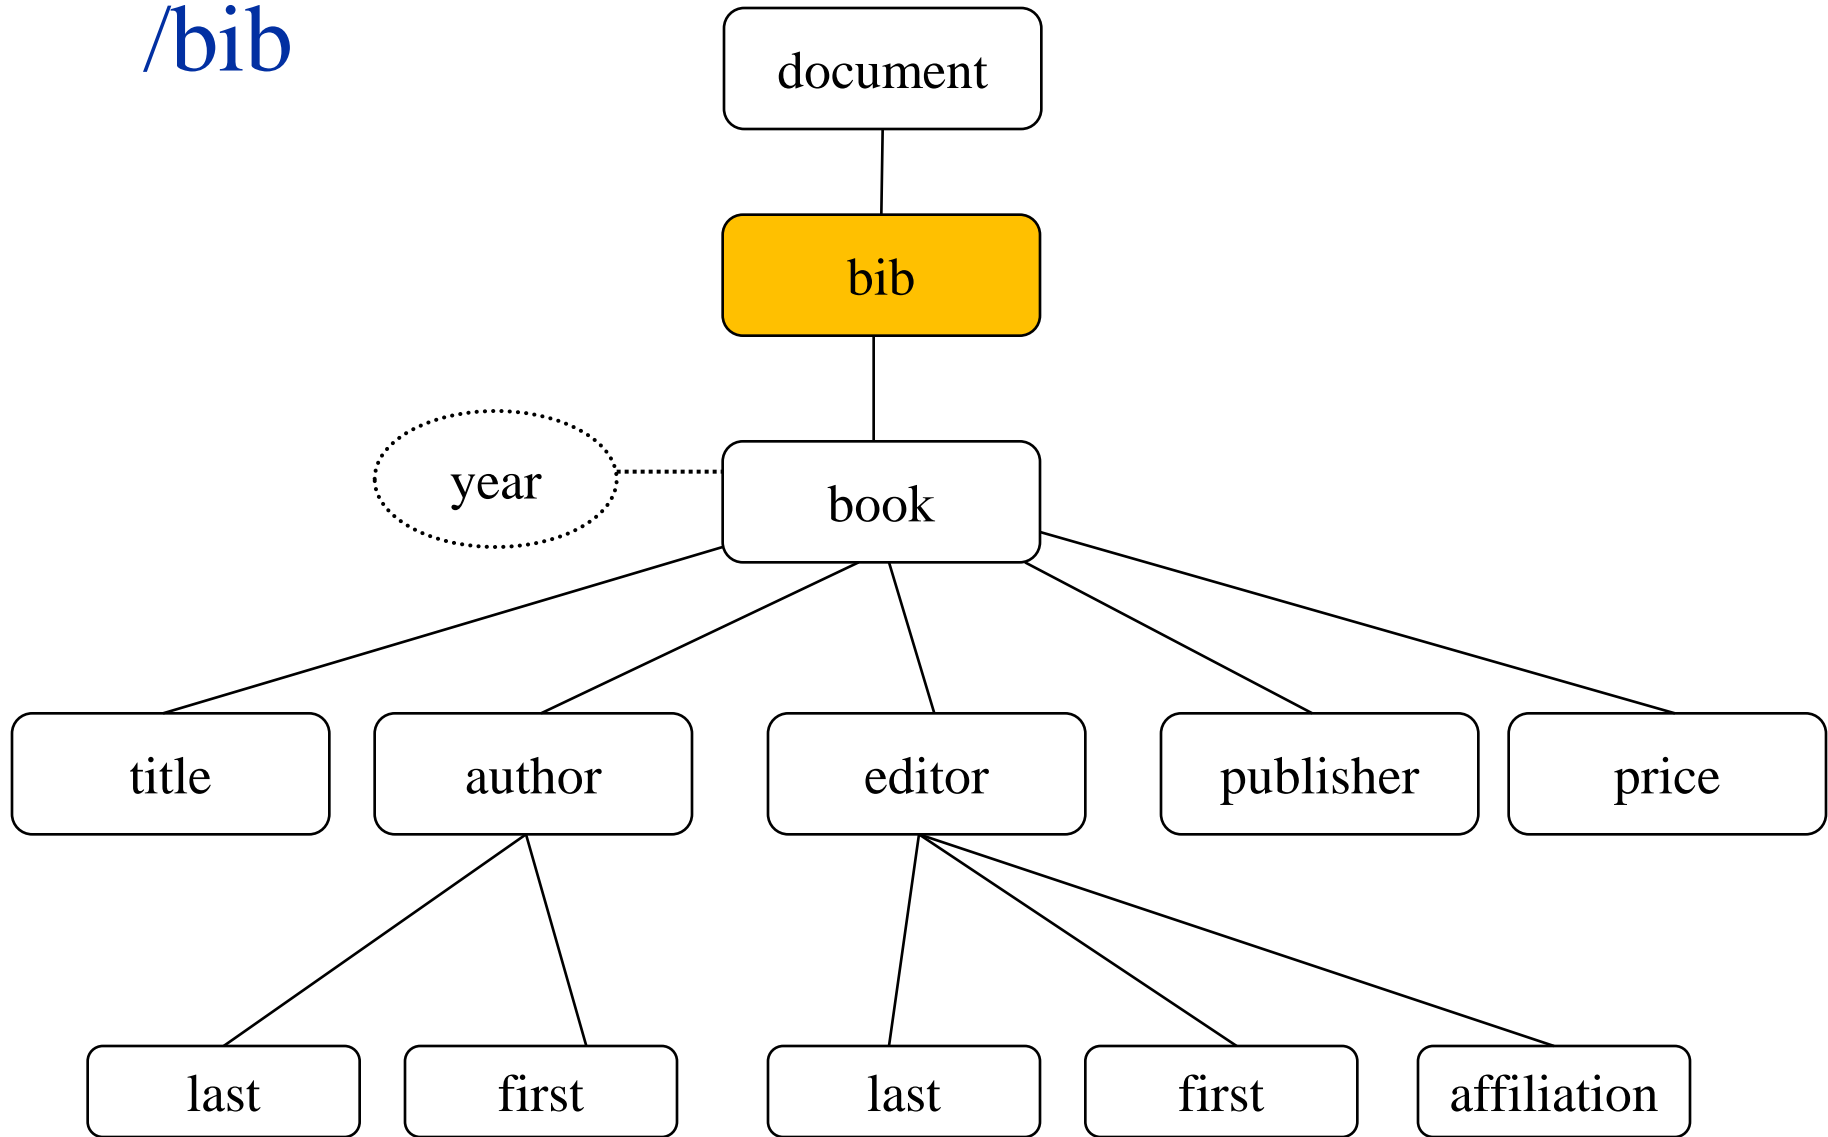 /bib
document
bib
year
book
title
author
editor
publisher
price
last
first
last
first
affiliation